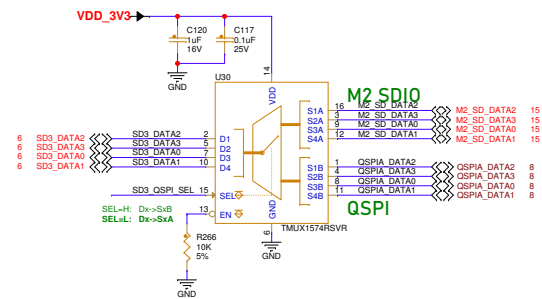 VDD_3V3
C120
1uF
16V
C117
0.1uF
25V
GND
U30
14
VDD
M2 SDIO
6 SD3_DATA2 SD3_DATA2 2 D1
6 SD3_DATA3 SD3_DATA3 5 D2
6 SD3_DATA0 SD3_DATA0 7 D3
6 SD3_DATA1 SD3_DATA1 10 D4
S1A 16 M2_SD_DATA2 M2_SD_DATA2 15
S2A 3 M2_SD_DATA3 M2_SD_DATA3 15
S3A 9 M2_SD_DATA0 M2_SD_DATA0 15
S4A 12 M2_SD_DATA1 M2_SD_DATA1 15
S1B 1 QSPIA_DATA2 QSPIA_DATA2 8
S2B 4 QSPIA_DATA3 QSPIA_DATA3 8
S3B 8 QSPIA_DATA0 QSPIA_DATA0 8
S4B 11 QSPIA_DATA1 QSPIA_DATA1 8
SD3_QSPI_SEL 15 SEL
QSPI
SEL=H: Dx->SxB
SEL=L: Dx->SxA
13 EN
GND
6
TMUX1574RSVR
R266
10K
5%
GND
GND